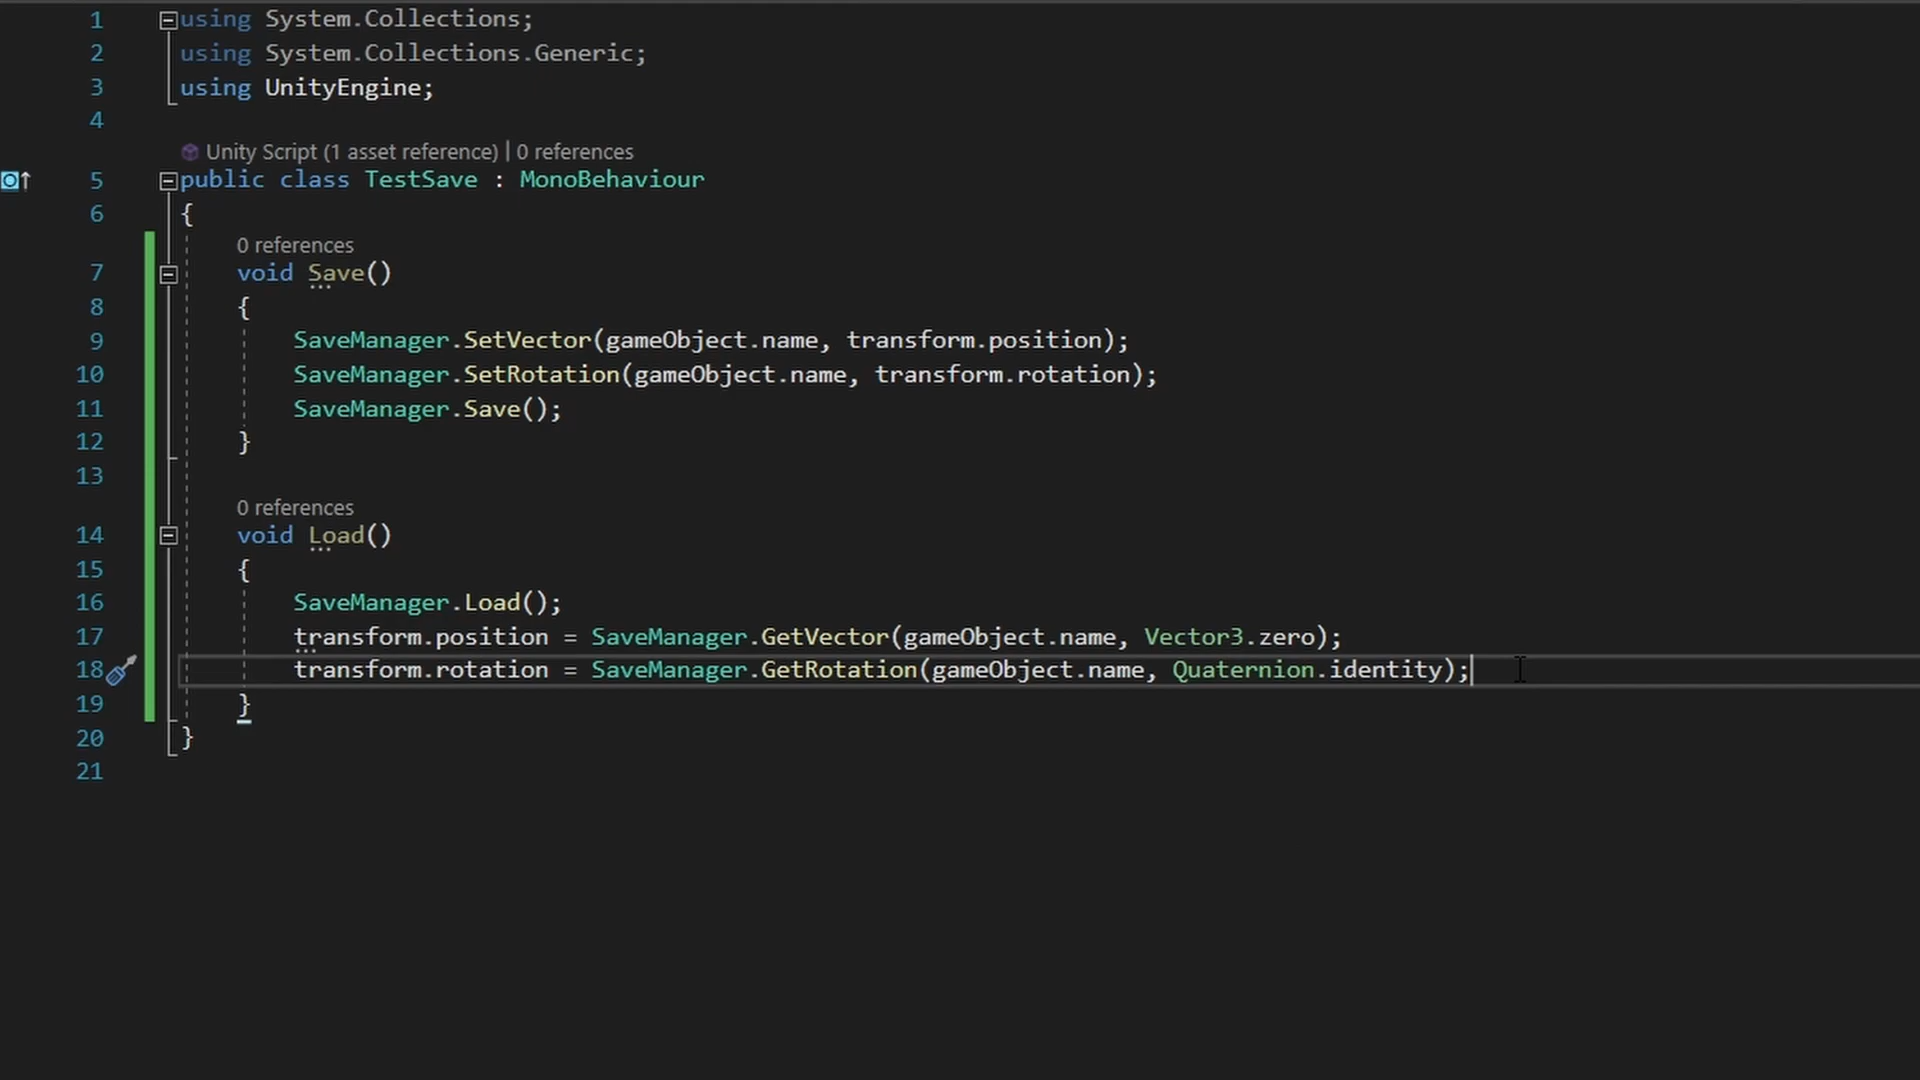 1 using System.Collections;
2 using System.Collections.Generic;
3 using UnityEngine;
4
Unity Script (1 asset reference) | 0 references
5 public class TestSave : MonoBehaviour
6 {
0 references
7 void Save()
8 {
9 SaveManager.SetVector(gameObject.name, transform.position);
10 SaveManager.SetRotation(gameObject.name, transform.rotation);
11 SaveManager.Save();
12 }
13
0 references
14 void Load()
15 {
16 SaveManager.Load();
17 transform.position = SaveManager.GetVector(gameObject.name, Vector3.zero);
18 transform.rotation = SaveManager.GetRotation(gameObject.name, Quaternion.identity);
19 }
20 }
21